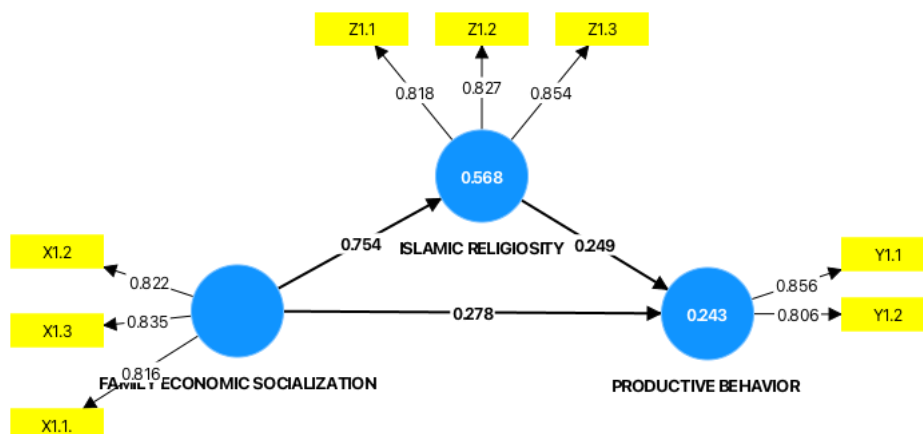 Z1.1
Z1.2
Z1.3
0.818
0.827
0.854
0.568
ISLAMIC RELIGIOSITY
0.754
0.249
X1.2
0.822
X1.3
0.835
X1.1.
0.816
FAMILY ECONOMIC SOCIALIZATION
0.278
0.243
PRODUCTIVE BEHAVIOR
0.856
Y1.1
0.806
Y1.2